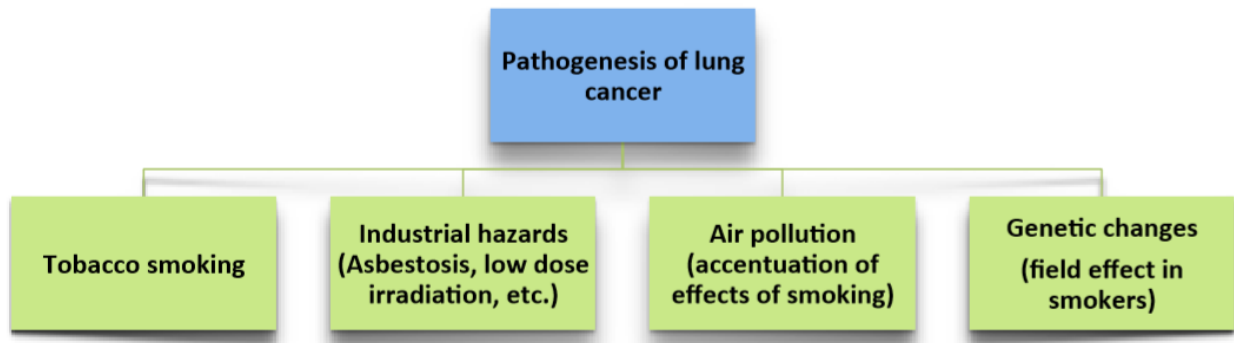 Pathogenesis of lung
cancer
Tobacco smoking
Industrial hazards
(Asbestosis, low dose
irradiation, etc.)
Air pollution
(accentuation of
effects of smoking)
Genetic changes
(field effect in
smokers)